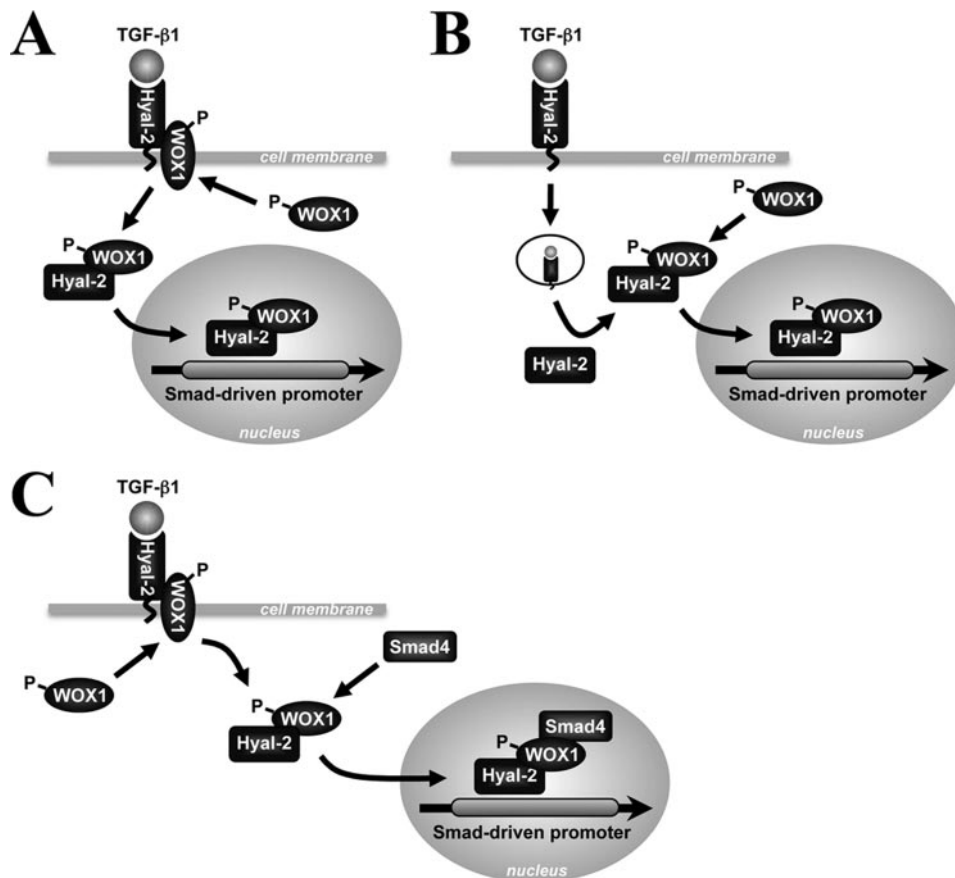 A
TGF-β1
Hyal-2
P
WOX1
cell membrane
P
WOX1
P
WOX1
Hyal-2
P
WOX1
Hyal-2
Smad-driven promoter
nucleus
B
TGF-β1
Hyal-2
cell membrane
P
WOX1
P
WOX1
Hyal-2
Hyal-2
P
WOX1
Hyal-2
Smad-driven promoter
nucleus
C
TGF-β1
Hyal-2
P
WOX1
cell membrane
P
WOX1
Smad4
P
WOX1
Hyal-2
Smad4
P
WOX1
Hyal-2
Smad-driven promoter
nucleus